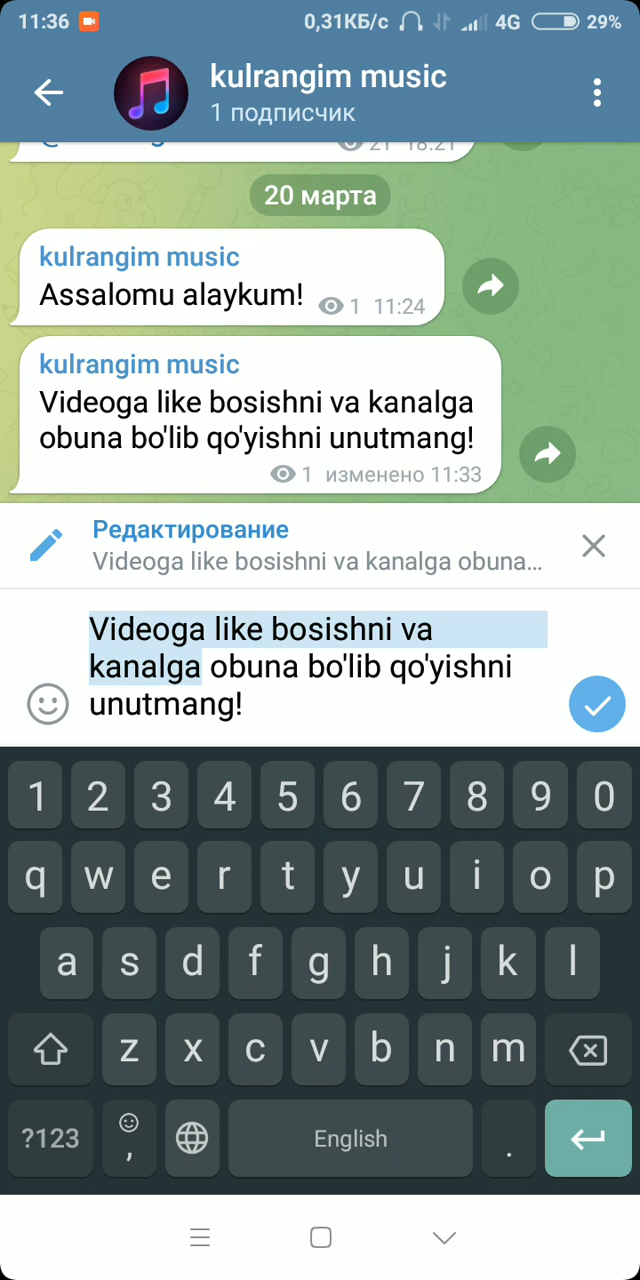 11:36 0,31КБ/с 4G 29%
kulrangim music
1 подписчик
21 18:21
20 марта
kulrangim music
Assalomu alaykum! 1 11:24
kulrangim music
Videoga like bosishni va kanalga
obuna bo'lib qo'yishni unutmang!
1 изменено 11:33
Редактирование
Videoga like bosishni va kanalga obuna...
Videoga like bosishni va
kanalga obuna bo'lib qo'yishni
unutmang!
1 2 3 4 5 6 7 8 9 0
q w e r t y u i o p
a s d f g h j k l
z x c v b n m
?123 , English .